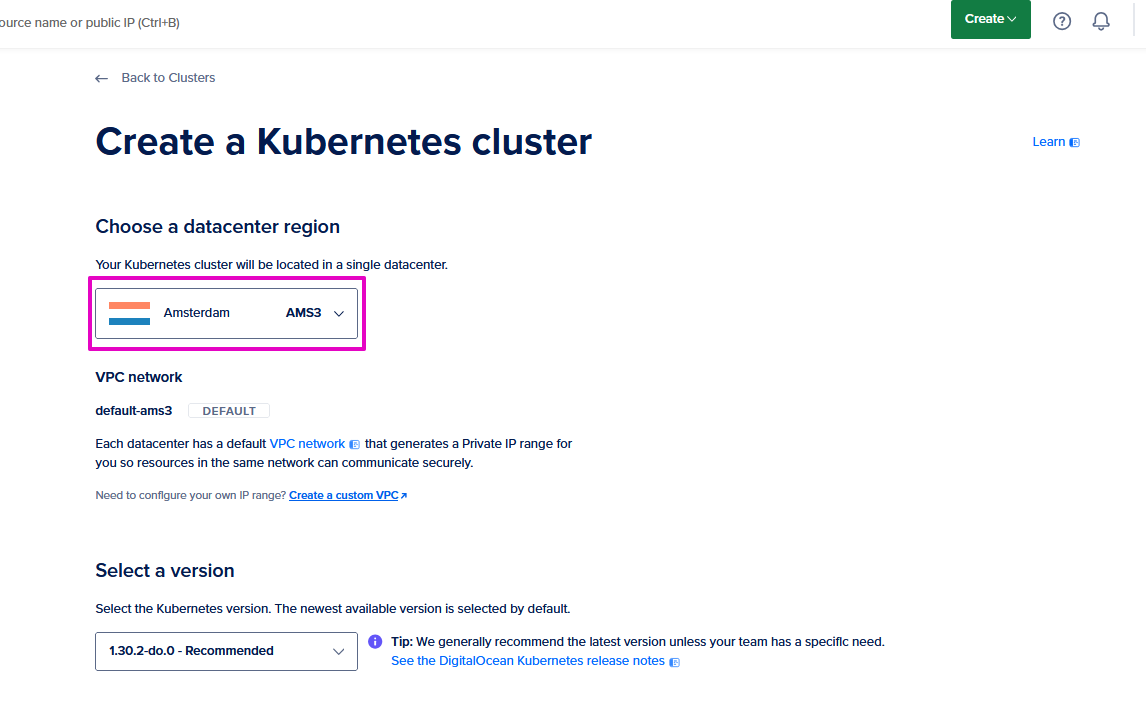 ource name or public IP (Ctrl+B)
Create
Back to Clusters
Create a Kubernetes cluster
Learn
Choose a datacenter region
Your Kubernetes cluster will be located in a single datacenter.
Amsterdam AMS3
VPC network
default-ams3 DEFAULT
Each datacenter has a default VPC network that generates a Private IP range for
you so resources in the same network can communicate securely.
Need to configure your own IP range? Create a custom VPC
Select a version
Select the Kubernetes version. The newest available version is selected by default.
1.30.2-do.0 - Recommended
Tip: We generally recommend the latest version unless your team has a specific need.
See the DigitalOcean Kubernetes release notes